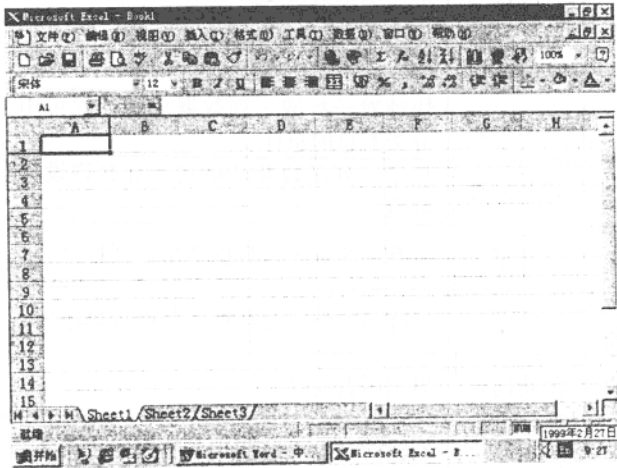 Microsoft Excel - Book1
文件(F) 编辑(E) 视图(V) 插入(I) 格式(O) 工具(T) 数据(D) 窗口(W) 帮助(H)
100%
宋体 12 B I U % ,
A1 =
A B C D E F G H
1
2
3
4
5
6
7
8
9
10
11
12
13
14
15
Sheet1 Sheet2 Sheet3
就绪 数字
1999年2月27日
开始 Microsoft Word - 中... Microsoft Excel - B... 9:27